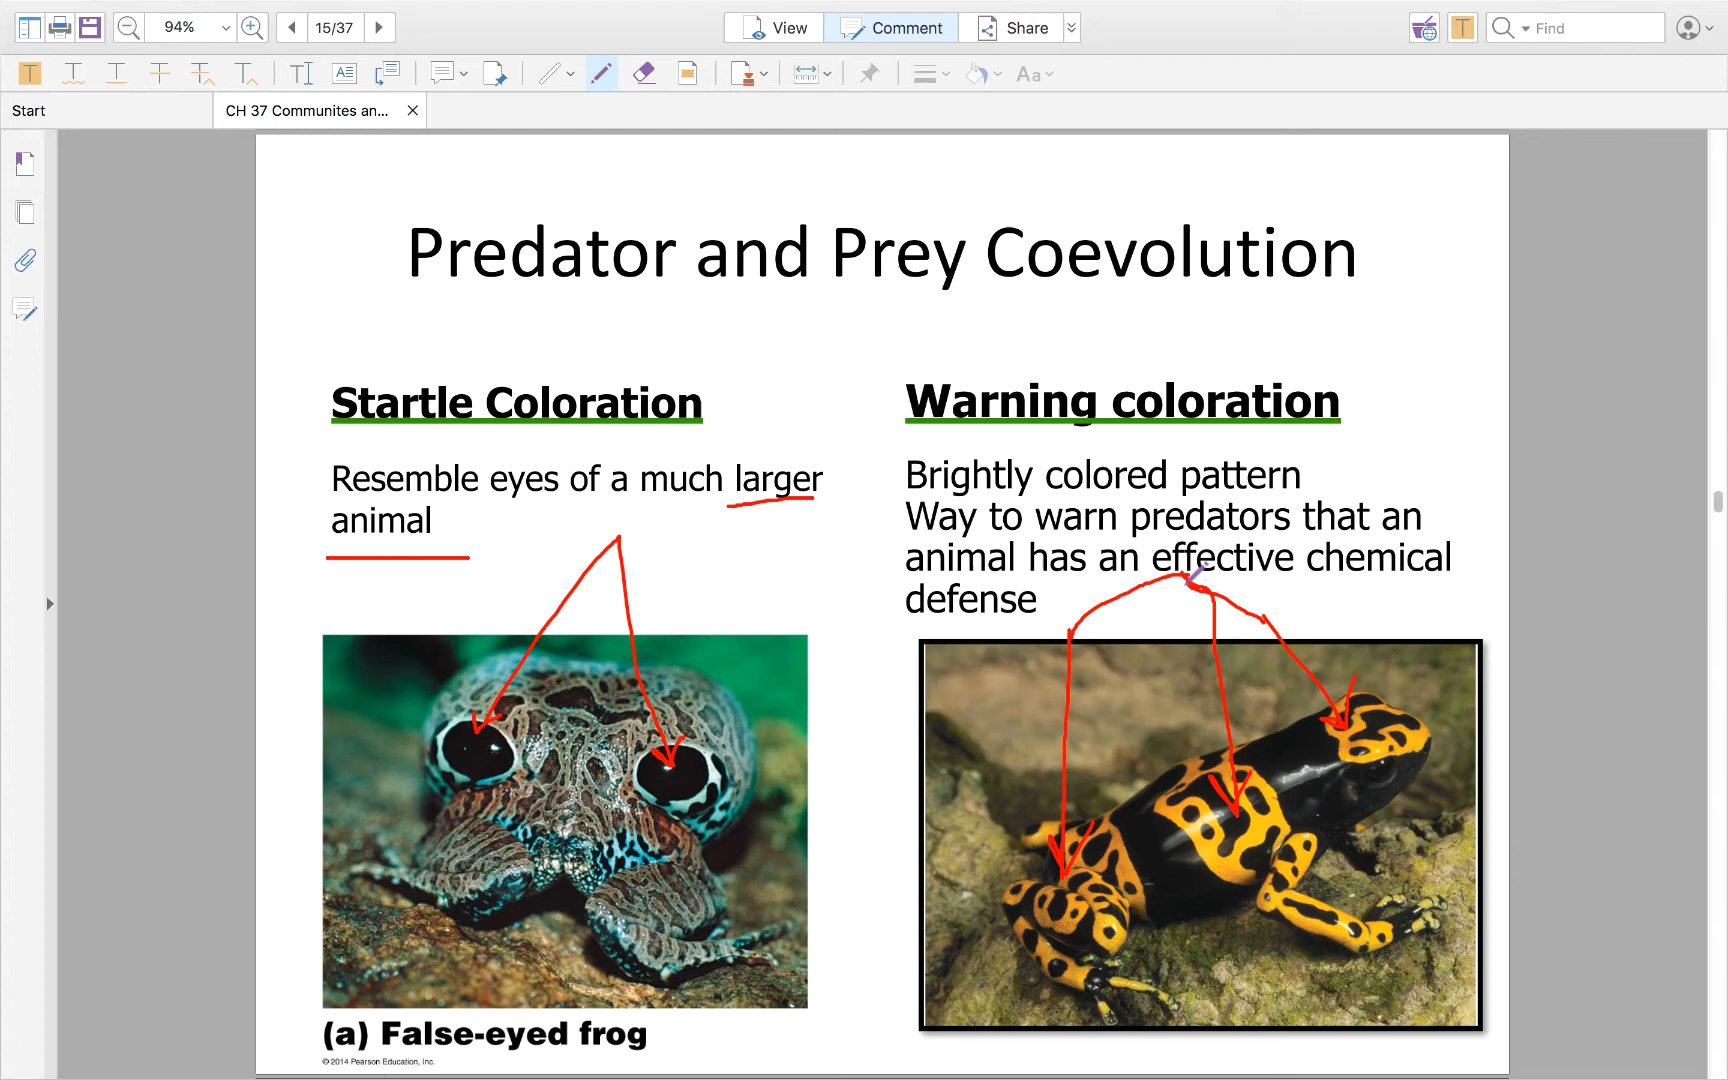 94%
15/37
View
Comment
Share
Find
T
T
T
T
T
T
T
T
AΞ
Aa
Start
CH 37 Communites an...
Predator and Prey Coevolution
Startle Coloration
Resemble eyes of a much larger
animal
(a) False-eyed frog
© 2014 Pearson Education, Inc.
Warning coloration
Brightly colored pattern
Way to warn predators that an
animal has an effective chemical
defense